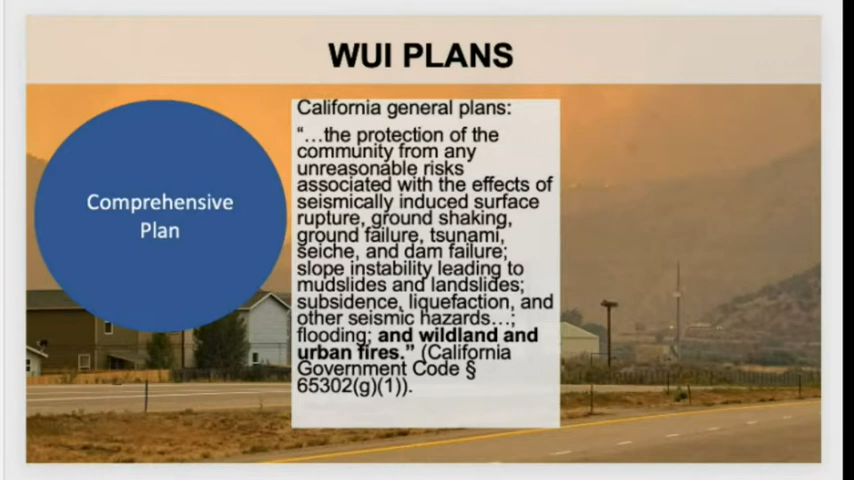 WUI PLANS
Comprehensive
Plan
California general plans:
“…the protection of the
community from any
unreasonable risks
associated with the effects of
seismically induced surface
rupture, ground shaking,
ground failure, tsunami,
seiche, and dam failure;
slope instability leading to
mudslides and landslides;
subsidence, liquefaction, and
other seismic hazards…;
flooding; and wildland and
urban fires.” (California
Government Code §
65302(g)(1)).